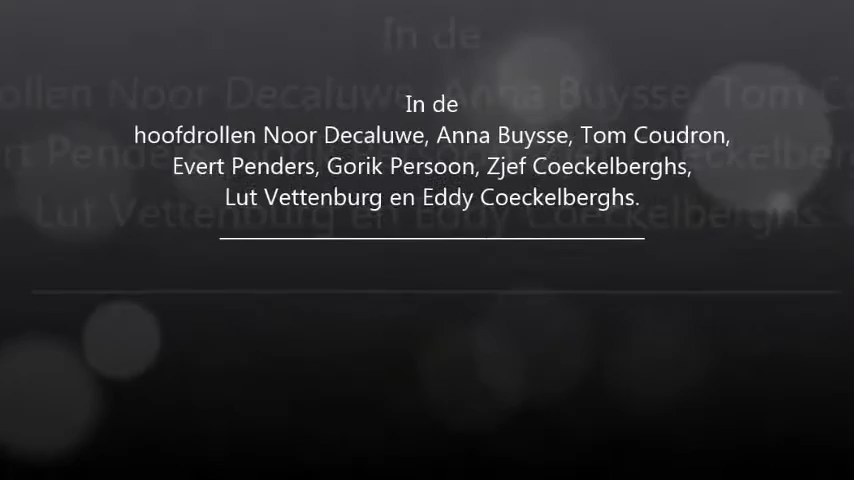 In de
hoofdrollen Noor Decaluwe, Anna Buysse, Tom Coudron,
Evert Penders, Gorik Persoon, Zjef Coeckelberghs,
Lut Vettenburg en Eddy Coeckelberghs.